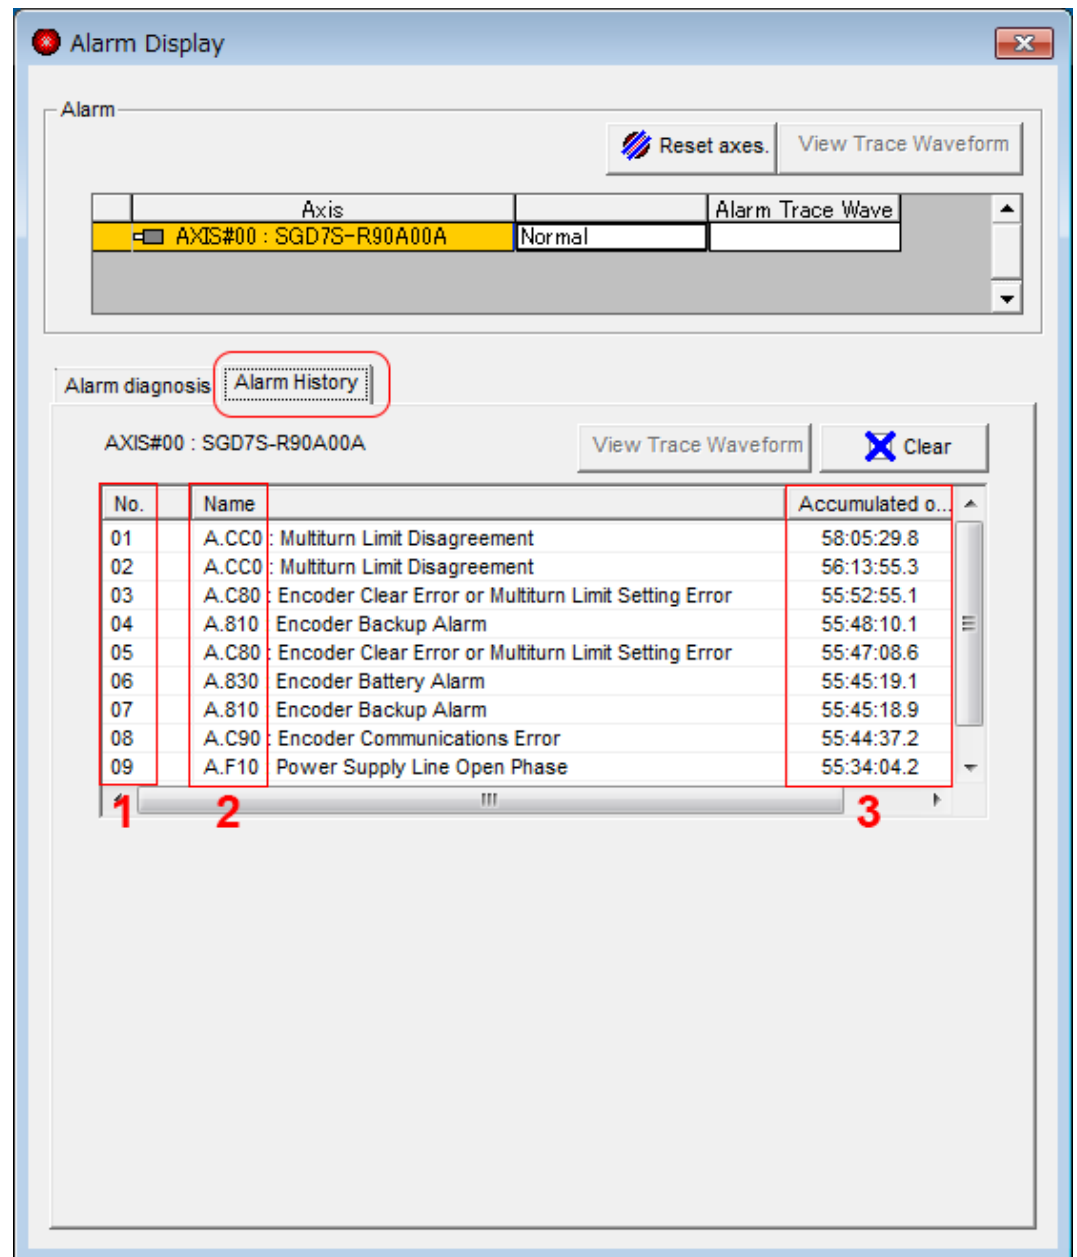 Alarm Display
Alarm
Reset axes. View Trace Waveform
Axis Alarm Trace Wave
AXIS#00 : SGD7S-R90A00A Normal
Alarm diagnosis Alarm History
AXIS#00 : SGD7S-R90A00A View Trace Waveform Clear
No. Name Accumulated o...
01 A.CC0 : Multiturn Limit Disagreement 58:05:29.8
02 A.CC0 : Multiturn Limit Disagreement 56:13:55.3
03 A.C80 : Encoder Clear Error or Multiturn Limit Setting Error 55:52:55.1
04 A.810 Encoder Backup Alarm 55:48:10.1
05 A.C80 : Encoder Clear Error or Multiturn Limit Setting Error 55:47:08.6
06 A.830 Encoder Battery Alarm 55:45:19.1
07 A.810 Encoder Backup Alarm 55:45:18.9
08 A.C90 : Encoder Communications Error 55:44:37.2
09 A.F10 Power Supply Line Open Phase 55:34:04.2
1 2 3